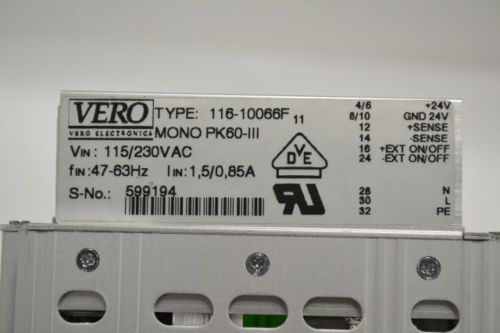 VERO
VERO ELECTRONICS
TYPE: 116-10066F 11
MONO PK60-III
VIN: 115/230VAC
fIN: 47-63Hz IIN: 1,5/0,85A
S-No.: 599194
DVE
4/6 +24V
8/10 GND 24V
12 +SENSE
14 -SENSE
16 +EXT ON/OFF
24 -EXT ON/OFF
28 N
30 L
32 PE